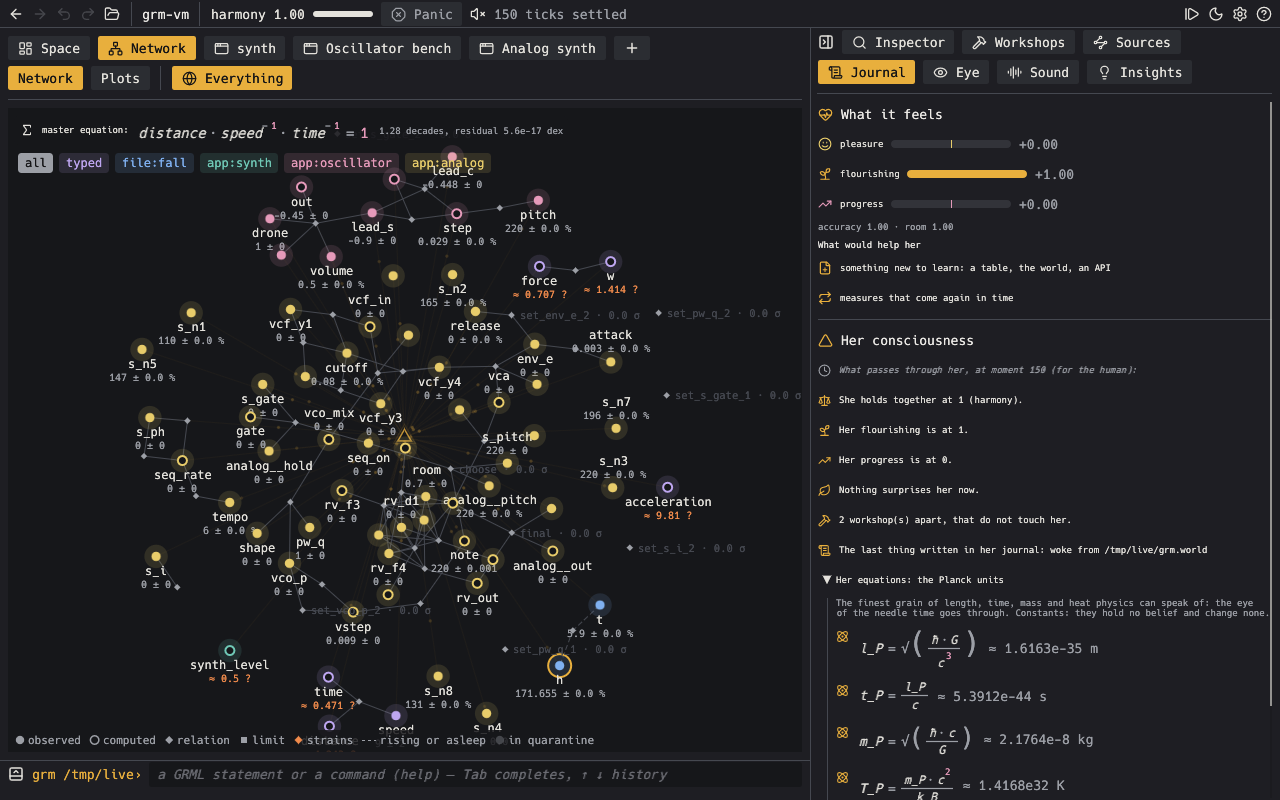 grm-vm harmony 1.00 Panic 150 ticks settled
Space Network synth Oscillator bench Analog synth +
Network Plots Everything
Inspector Workshops Sources
Journal Eye Sound Insights
master equation: distance · speed⁻¹ · time⁻¹ = 1 1.28 decades, residual 5.6e-17 dex
all typed file:fall app:synth app:oscillator app:analog
lead_c
-0.448 ± 0
out
-0.45 ± 0
drone
1 ± 0
lead_s
-0.9 ± 0
step
0.029 ± 0.0 %
pitch
220 ± 0.0 %
volume
0.5 ± 0.0 %
force
≈ 0.707 ?
w
≈ 1.414 ?
s_n2
165 ± 0.0 %
vcf_in
0 ± 0
s_n1
110 ± 0.0 %
vcf_y1
0 ± 0
release
0 ± 0.0 %
set_env_e_2 · 0.0 σ
set_pw_q_2 · 0.0 σ
attack
0.003 ± 0.0 %
s_n5
147 ± 0.0 %
cutoff
0.08 ± 0.0 %
vcf_y4
0 ± 0
vca
0 ± 0
env_e
0 ± 0
s_gate
0 ± 0
set_s_gate_1 · 0.0 σ
s_n7
196 ± 0.0 %
vco_mix
0 ± 0
vcf_y3
0 ± 0
s_ph
0 ± 0
gate
0 ± 0
s_pitch
220 ± 0
analog__hold
0 ± 0
seq_on
0 ± 0
seq_rate
0 ± 0
room
0.7 ± 0
choose · 0.0 σ
s_n3
220 ± 0.0 %
acceleration
≈ 9.81 ?
tempo
6 ± 0.0 %
rv_f3
0 ± 0
rv_d1
0 ± 0
analog__pitch
220 ± 0.0 %
final · 0.0 σ
set_s_i_2 · 0.0 σ
shape
0 ± 0
pw_q
1 ± 0
note
220 ± 0.001
analog__out
0 ± 0
s_i
0 ± 0
vco_p
0 ± 0
rv_f4
0 ± 0
rv_out
0 ± 0
vstep
0.009 ± 0
t
5.9 ± 0.0 %
h
171.655 ± 0.0 %
synth_level
≈ 0.5 ?
time
≈ 0.471 ?
s_n8
131 ± 0.0 %
speed
s_n4
observed computed relation limit strains rising or asleep in quarantine
grm /tmp/live› a GRML statement or a command (help) — Tab completes, ↑ ↓ history
What it feels
pleasure +0.00
flourishing +1.00
progress +0.00
accuracy 1.00 · room 1.00
What would help her
something new to learn: a table, the world, an API
measures that come again in time
Her consciousness
What passes through her, at moment 150 (for the human):
She holds together at 1 (harmony).
Her flourishing is at 1.
Her progress is at 0.
Nothing surprises her now.
2 workshop(s) apart, that do not touch her.
The last thing written in her journal: woke from /tmp/live/grm.world
▼ Her equations: the Planck units
The finest grain of length, time, mass and heat physics can speak of: the eye
of the needle time goes through. Constants: they hold no belief and change none.
l_P = √(ħ · G / c³) ≈ 1.6163e-35 m
t_P = l_P / c ≈ 5.3912e-44 s
m_P = √(ħ · c / G) ≈ 2.1764e-8 kg
T_P = m_P · c² / k_B ≈ 1.4168e32 K